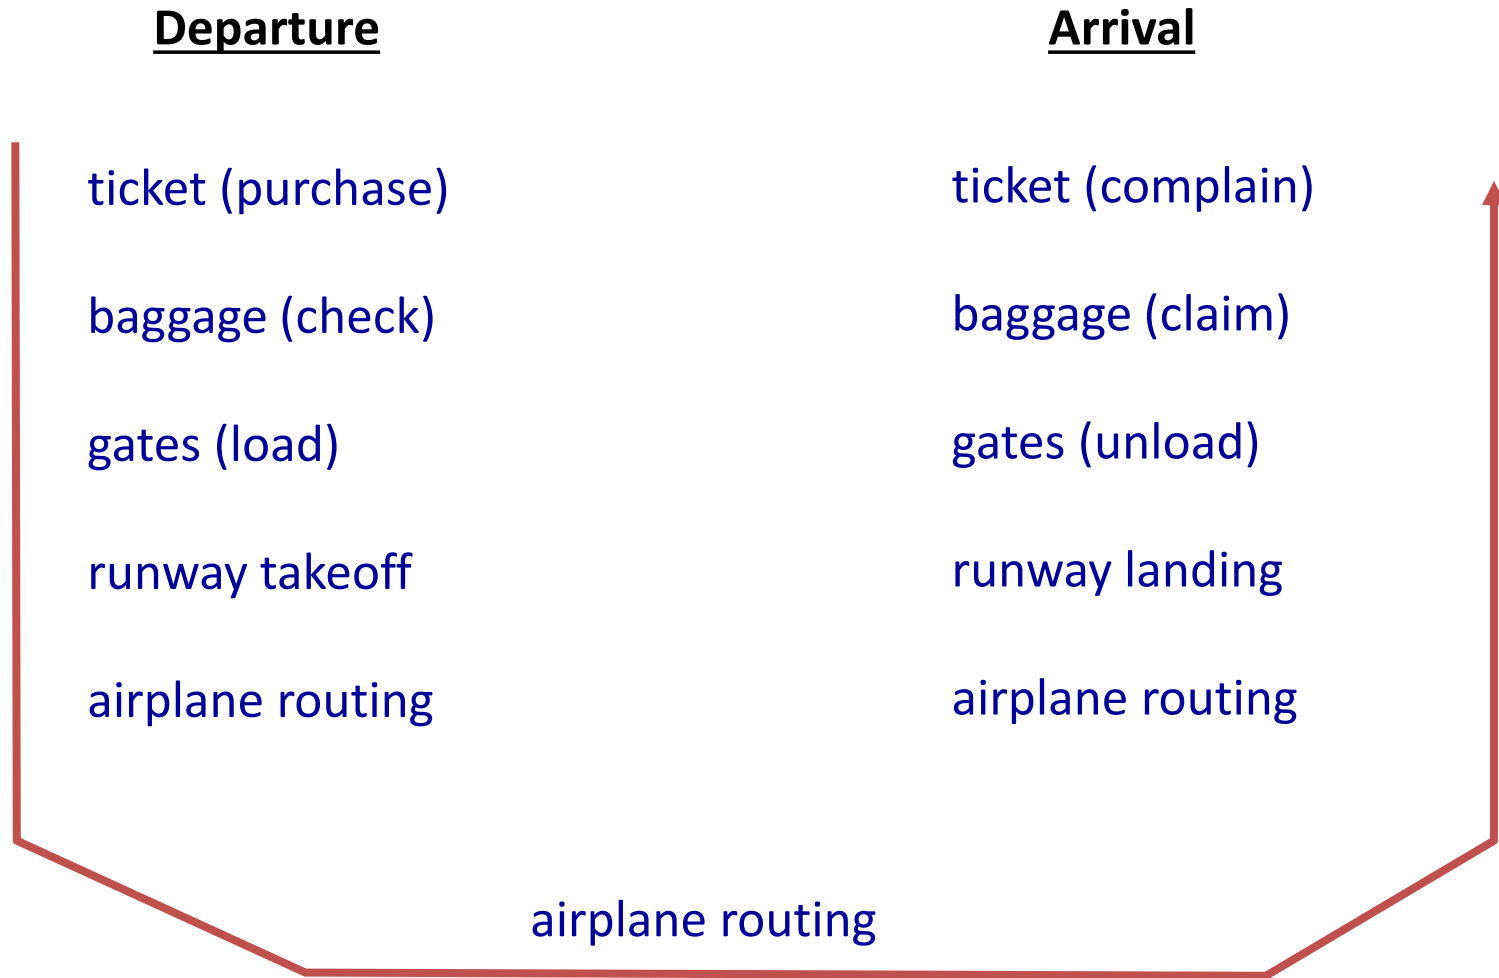 Departure
Arrival
ticket (purchase)
ticket (complain)
baggage (check)
baggage (claim)
gates (load)
gates (unload)
runway takeoff
runway landing
airplane routing
airplane routing
airplane routing